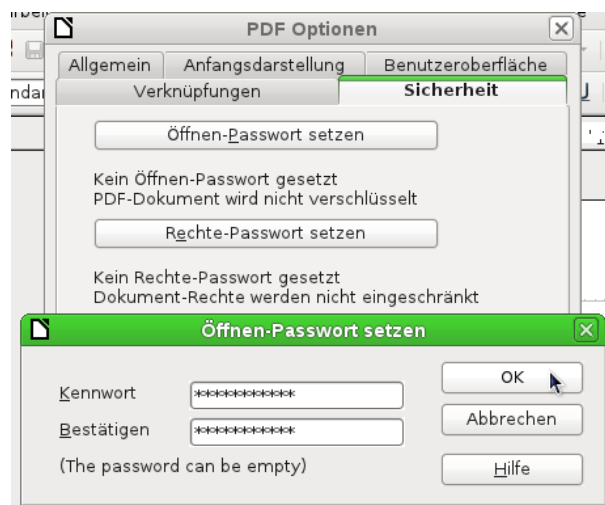 PDF Optionen
Allgemein Anfangsdarstellung Benutzeroberfläche
Verknüpfungen Sicherheit
Öffnen-Passwort setzen
Kein Öffnen-Passwort gesetzt
PDF-Dokument wird nicht verschlüsselt
Rechte-Passwort setzen
Kein Rechte-Passwort gesetzt
Dokument-Rechte werden nicht eingeschränkt
Öffnen-Passwort setzen
OK
Kennwort ************
Abbrechen
Bestätigen ************
(The password can be empty)
Hilfe